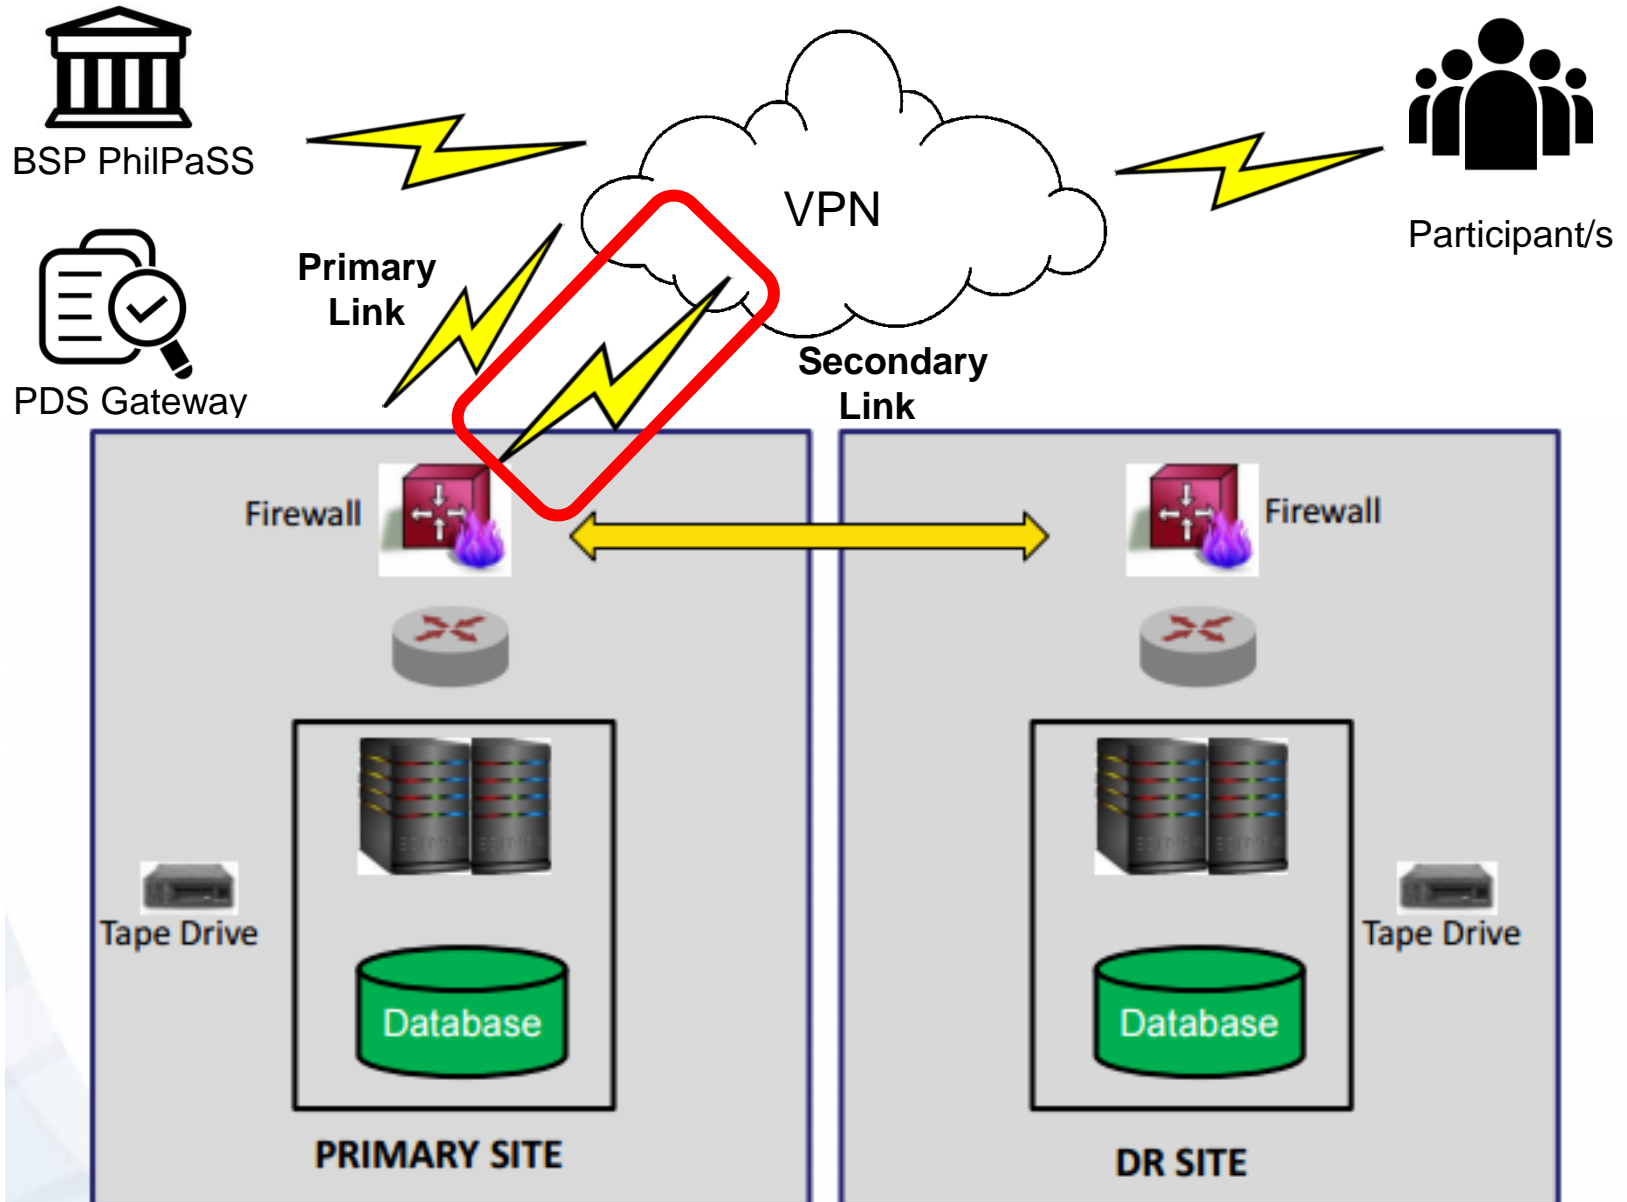 BSP PhilPaSS
VPN
Participant/s
Primary
Link
PDS Gateway
Secondary
Link
Firewall
Firewall
Tape Drive
Tape Drive
Database
Database
PRIMARY SITE
DR SITE